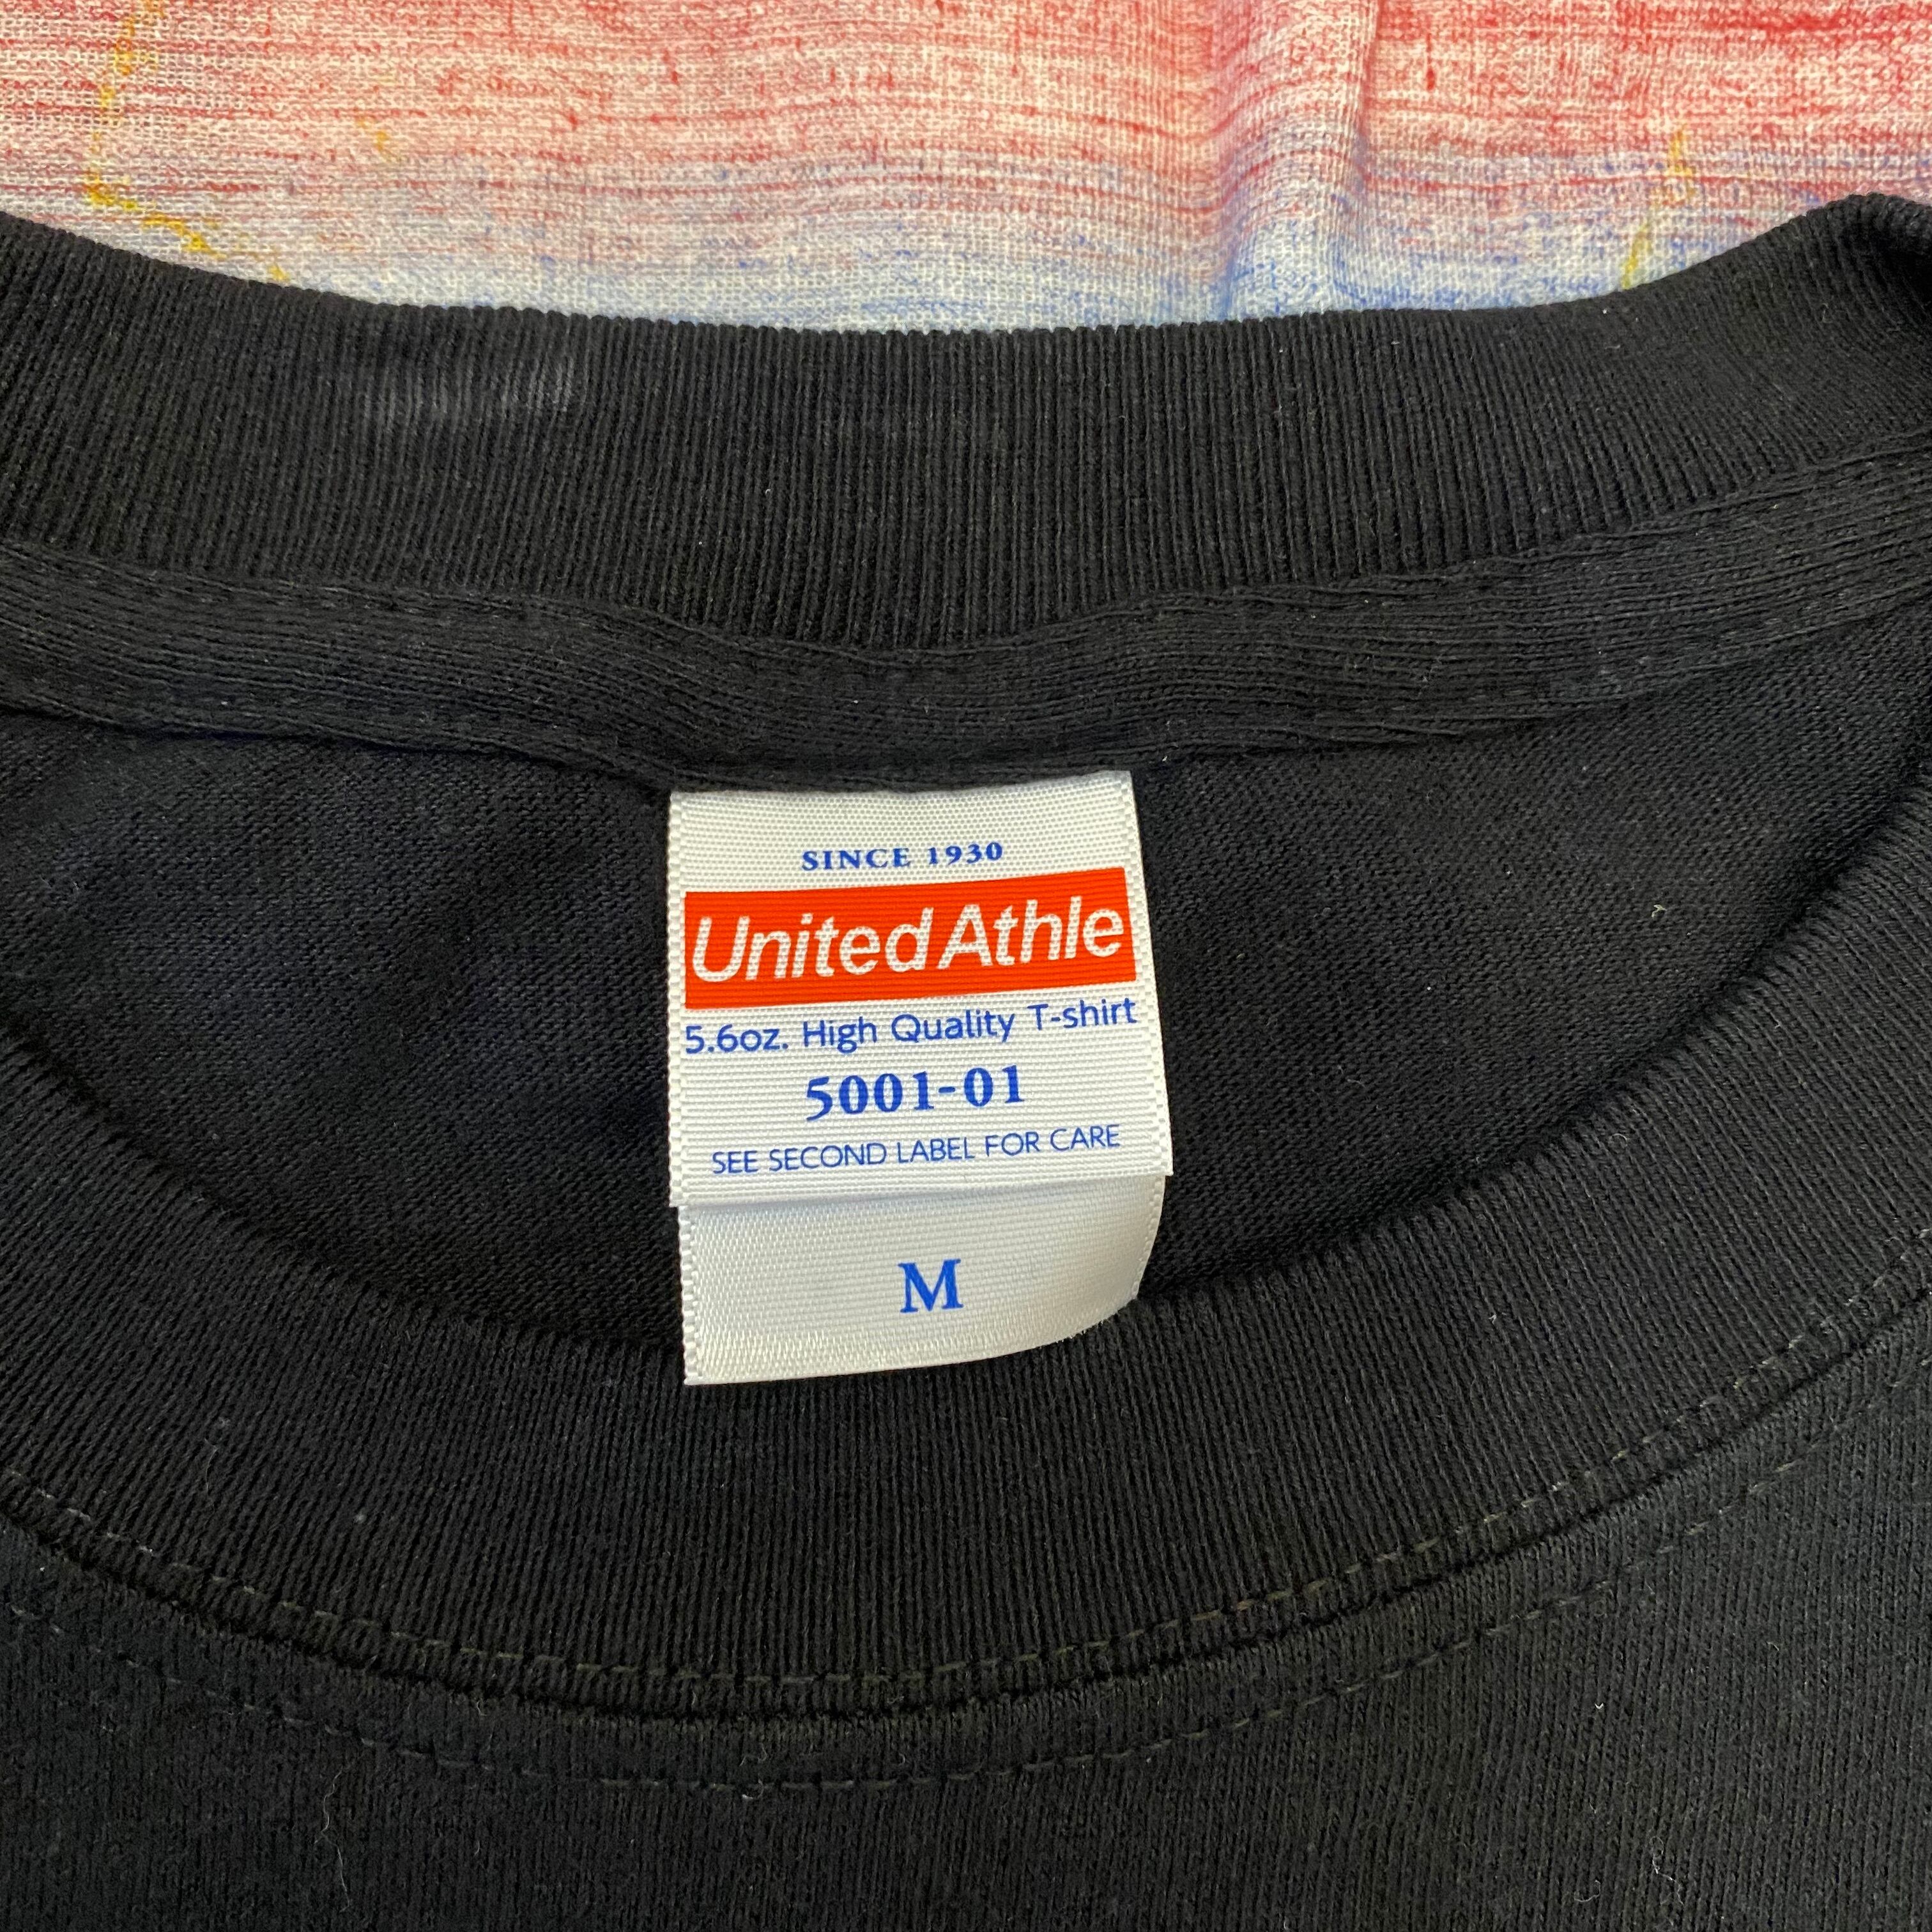 SINCE 1930
United Athle
5.6oz. High Quality T-shirt
5001-01
SEE SECOND LABEL FOR CARE
M